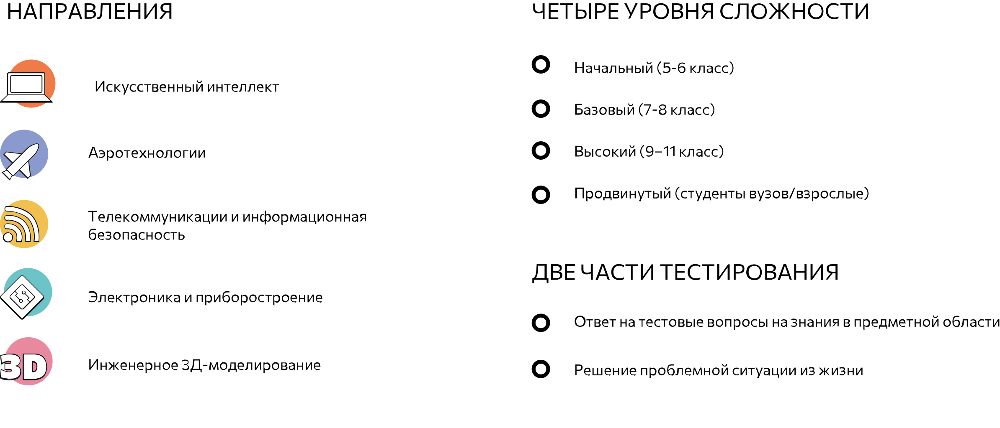 НАПРАВЛЕНИЯ
Искусственный интеллект
Аэротехнологии
Телекоммуникации и информационная
безопасность
Электроника и приборостроение
3D
Инженерное 3Д-моделирование
ЧЕТЫРЕ УРОВНЯ СЛОЖНОСТИ
Начальный (5-6 класс)
Базовый (7-8 класс)
Высокий (9–11 класс)
Продвинутый (студенты вузов/взрослые)
ДВЕ ЧАСТИ ТЕСТИРОВАНИЯ
Ответ на тестовые вопросы на знания в предметной области
Решение проблемной ситуации из жизни